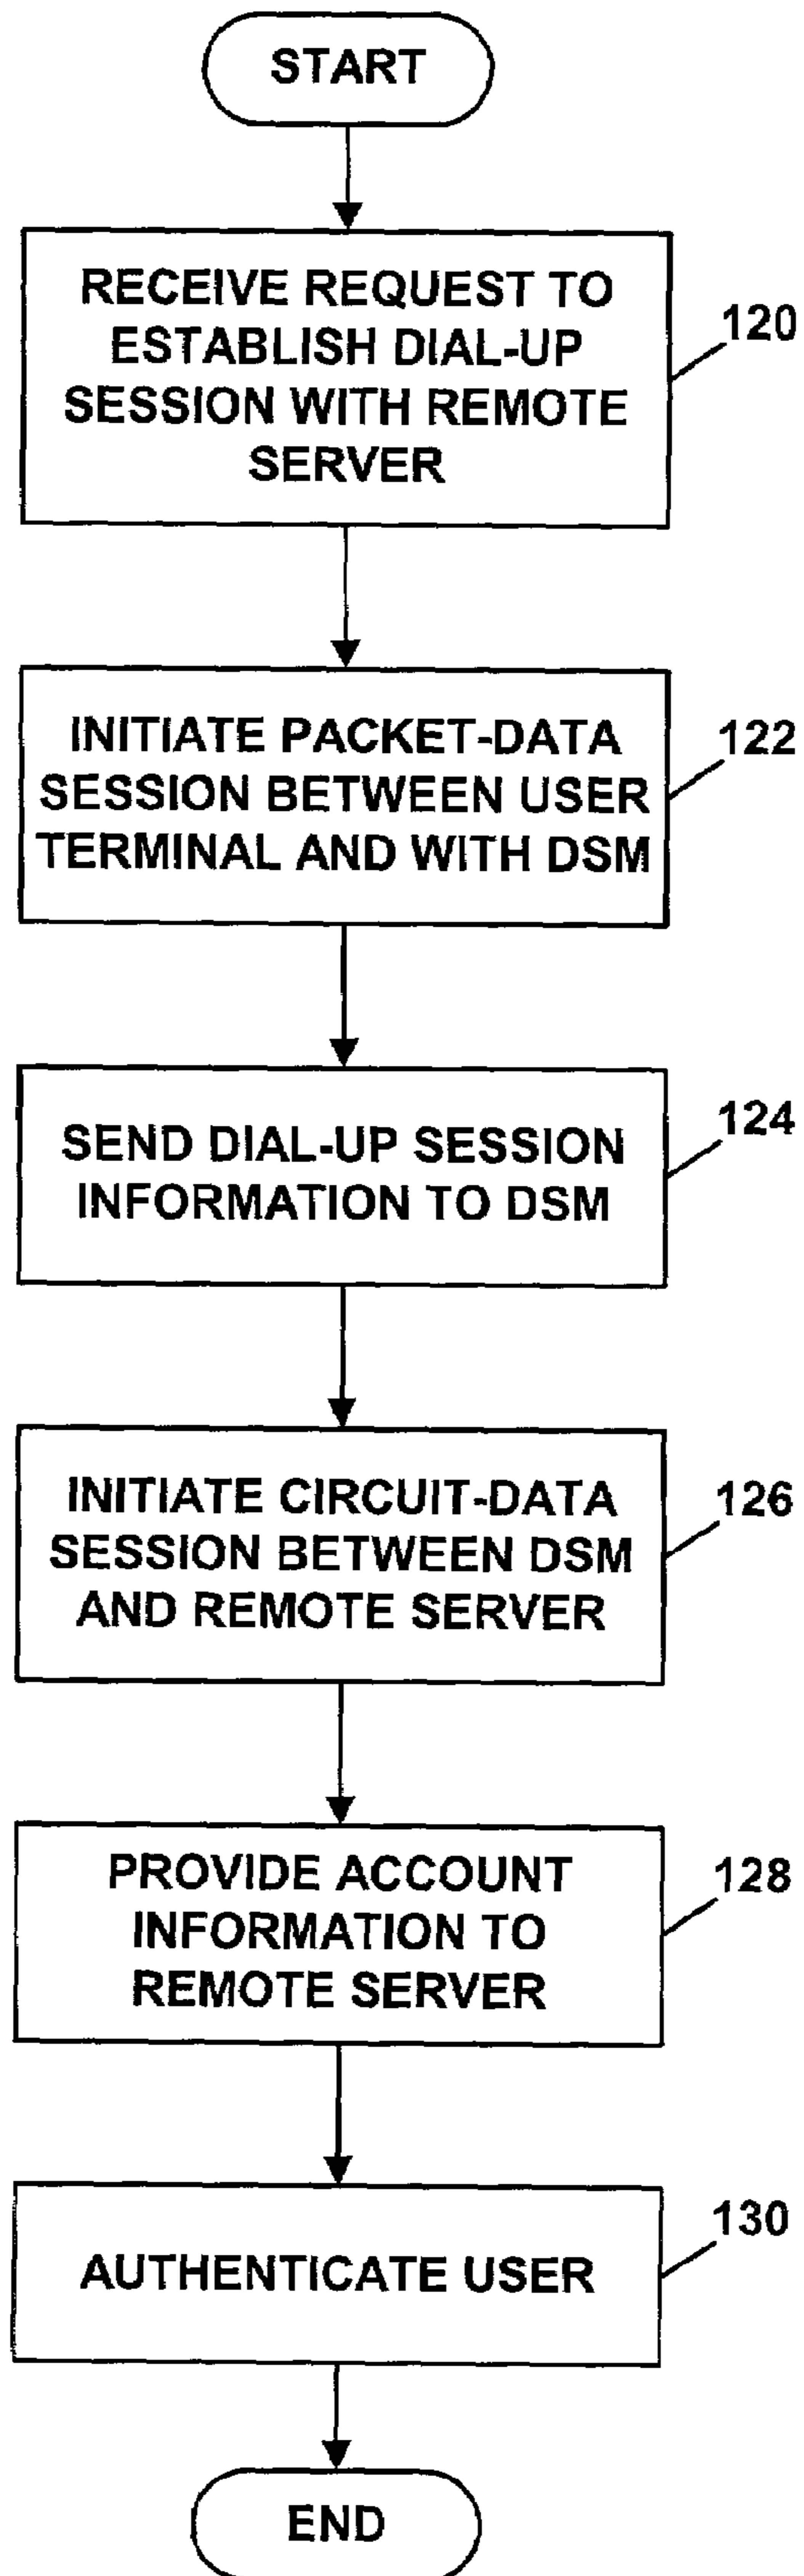 START
RECEIVE REQUEST TO
ESTABLISH DIAL-UP
SESSION WITH REMOTE
SERVER
120
INITIATE PACKET-DATA
SESSION BETWEEN USER
TERMINAL AND WITH DSM
122
SEND DIAL-UP SESSION
INFORMATION TO DSM
124
INITIATE CIRCUIT-DATA
SESSION BETWEEN DSM
AND REMOTE SERVER
126
PROVIDE ACCOUNT
INFORMATION TO
REMOTE SERVER
128
AUTHENTICATE USER
130
END